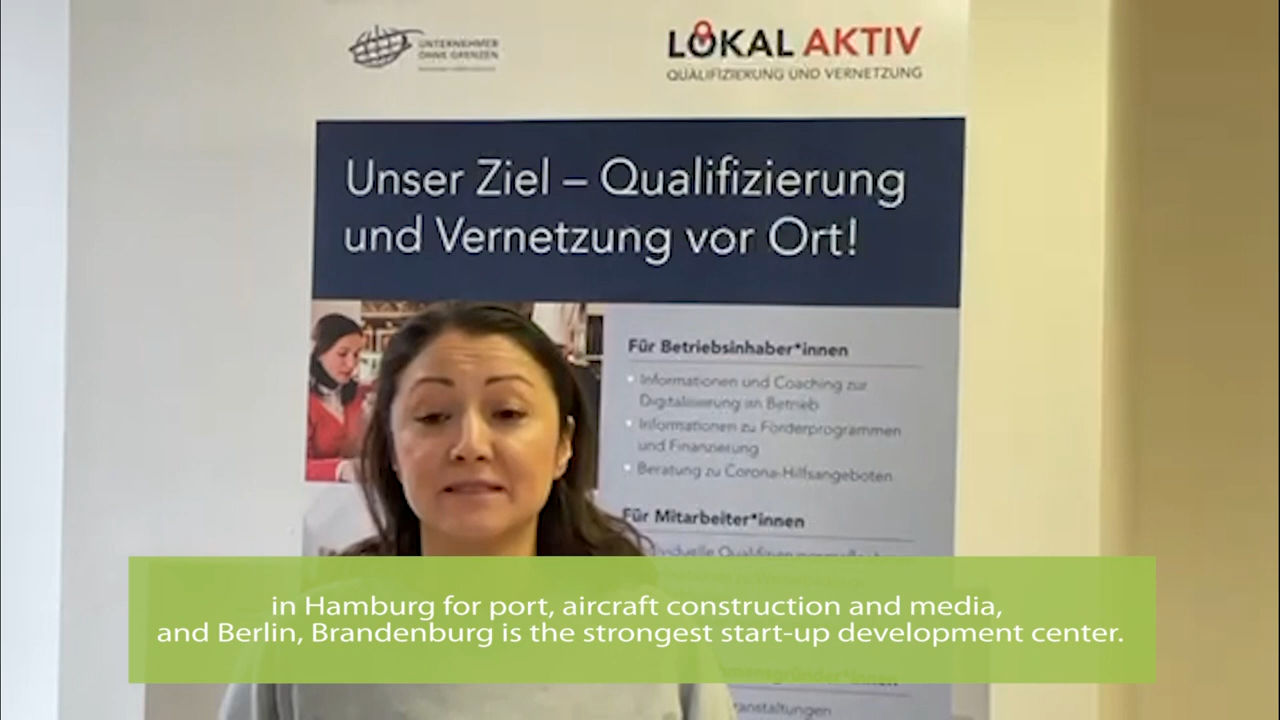 UNTERNEHMER
OHNE GRENZEN
LOKAL AKTIV
QUALIFIZIERUNG UND VERNETZUNG
Unser Ziel – Qualifizierung
und Vernetzung vor Ort!
Für Betriebsinhaber*innen
• Informationen und Coaching zur
Digitalisierung im Betrieb
• Informationen zu Förderprogrammen
und Finanzierung
• Beratung zu Corona-Hilfsangeboten
Für Mitarbeiter*innen
in Hamburg for port, aircraft construction and media,
and Berlin, Brandenburg is the strongest start-up development center.